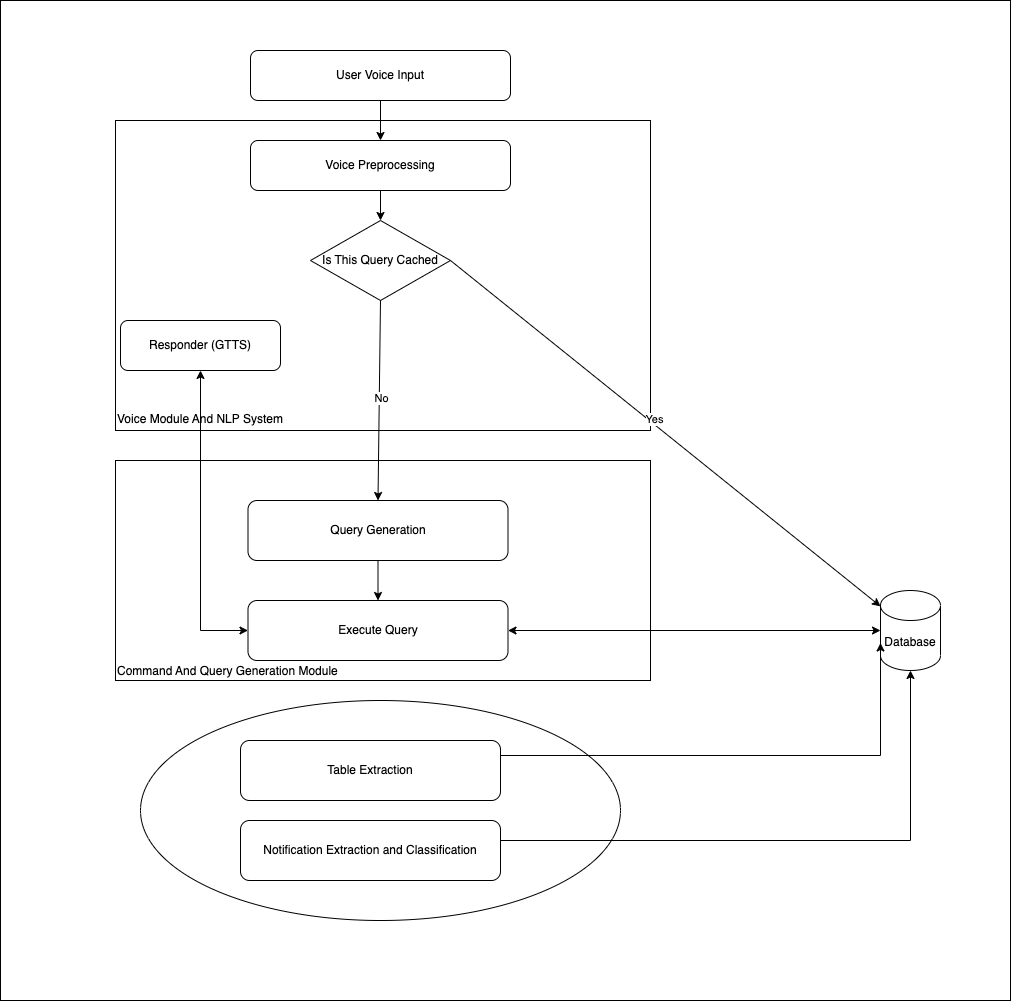 User Voice Input
Voice Preprocessing
Is This Query Cached
Responder (GTTS)
No
Voice Module And NLP System
Yes
Query Generation
Execute Query
Database
Command And Query Generation Module
Table Extraction
Notification Extraction and Classification